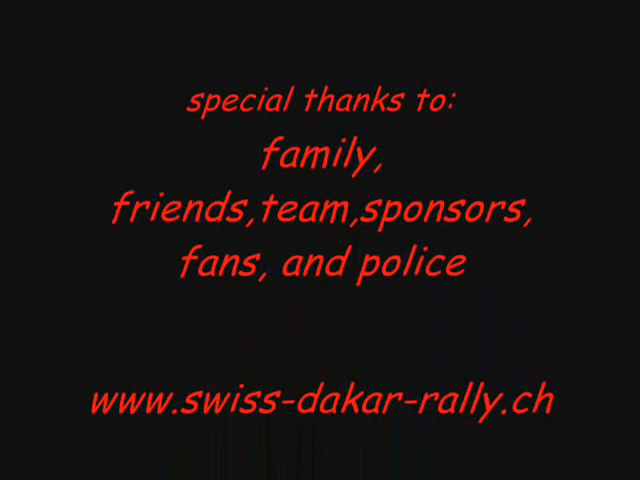 special thanks to:
family,
friends,team,sponsors,
fans, and police
www.swiss-dakar-rally.ch